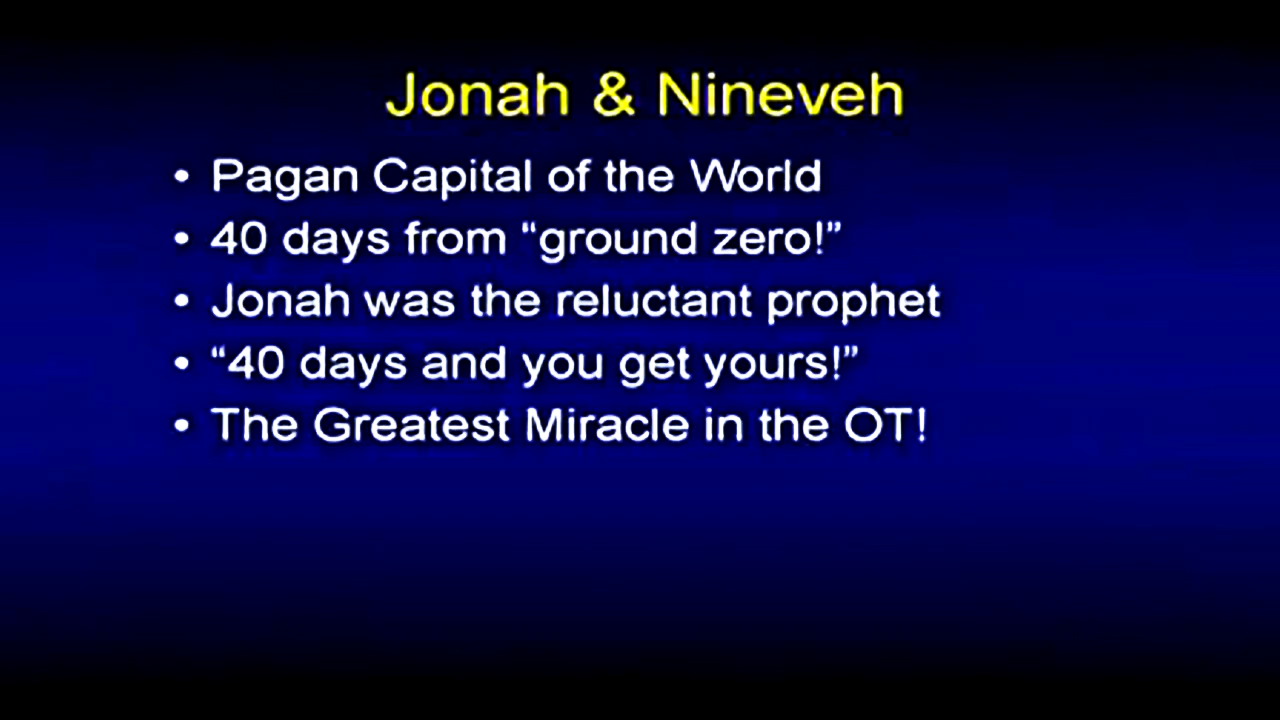 Jonah & Nineveh
• Pagan Capital of the World
• 40 days from “ground zero!”
• Jonah was the reluctant prophet
• “40 days and you get yours!”
• The Greatest Miracle in the OT!